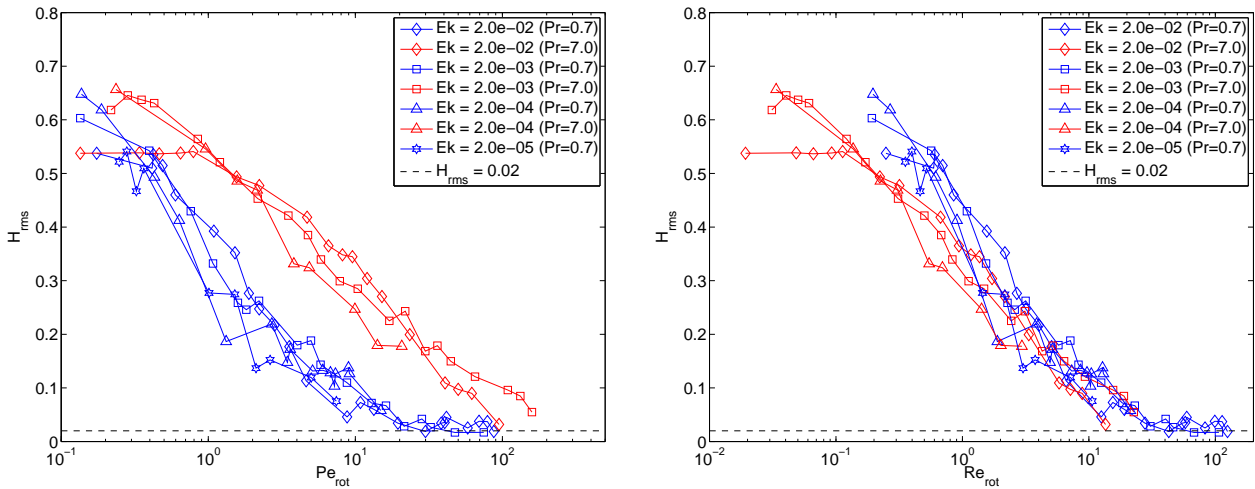 0.8
0.7
0.6
0.5
0.4
0.3
0.2
0.1
0
H_rms
10^-1
10^0
10^1
10^2
Pe_rot
Ek = 2.0e−02 (Pr=0.7)
Ek = 2.0e−02 (Pr=7.0)
Ek = 2.0e−03 (Pr=0.7)
Ek = 2.0e−03 (Pr=7.0)
Ek = 2.0e−04 (Pr=0.7)
Ek = 2.0e−04 (Pr=7.0)
Ek = 2.0e−05 (Pr=0.7)
H_rms = 0.02
0.8
0.7
0.6
0.5
0.4
0.3
0.2
0.1
0
H_rms
10^-2
10^-1
10^0
10^1
10^2
Re_rot
Ek = 2.0e−02 (Pr=0.7)
Ek = 2.0e−02 (Pr=7.0)
Ek = 2.0e−03 (Pr=0.7)
Ek = 2.0e−03 (Pr=7.0)
Ek = 2.0e−04 (Pr=0.7)
Ek = 2.0e−04 (Pr=7.0)
Ek = 2.0e−05 (Pr=0.7)
H_rms = 0.02